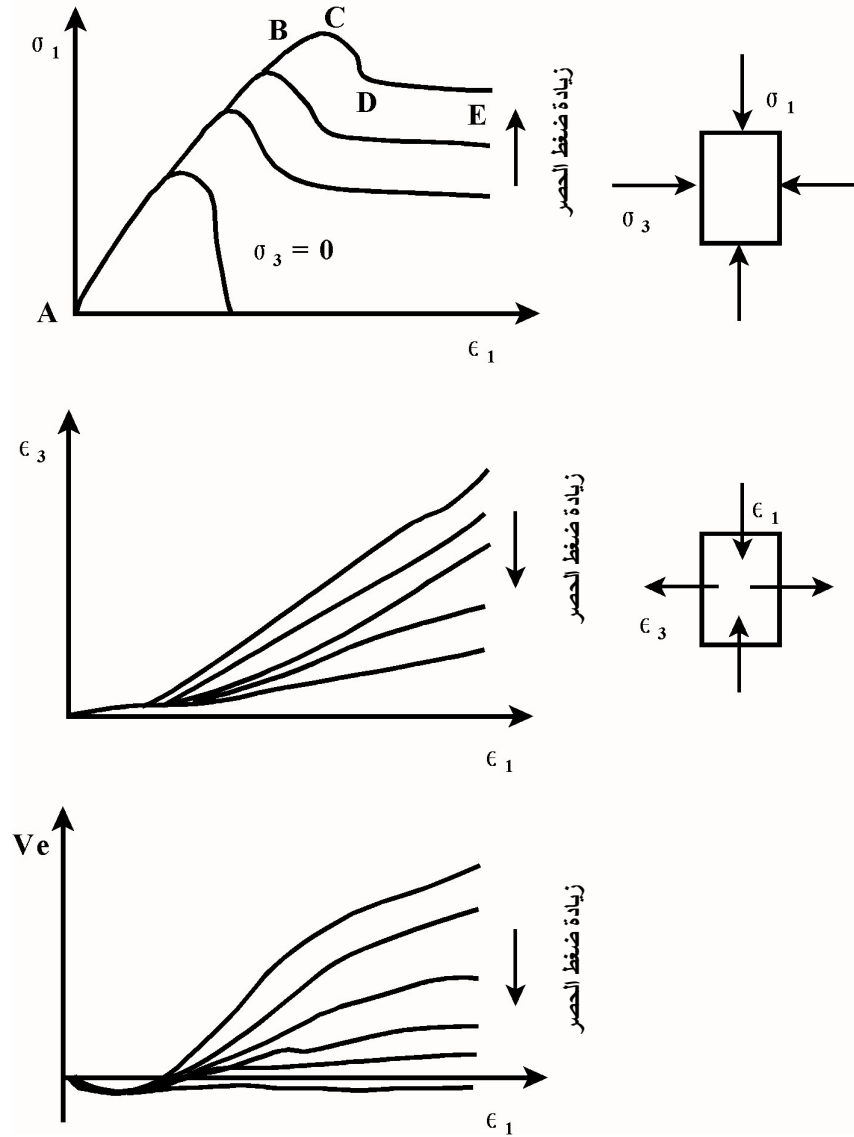 σ 1
B
C
D
E
زيادة ضغط الحصر
σ 1
σ 3
σ 3 = 0
A
ϵ 1
ϵ 3
زيادة ضغط الحصر
ϵ 1
ϵ 3
ϵ 1
Ve
زيادة ضغط الحصر
ϵ 1